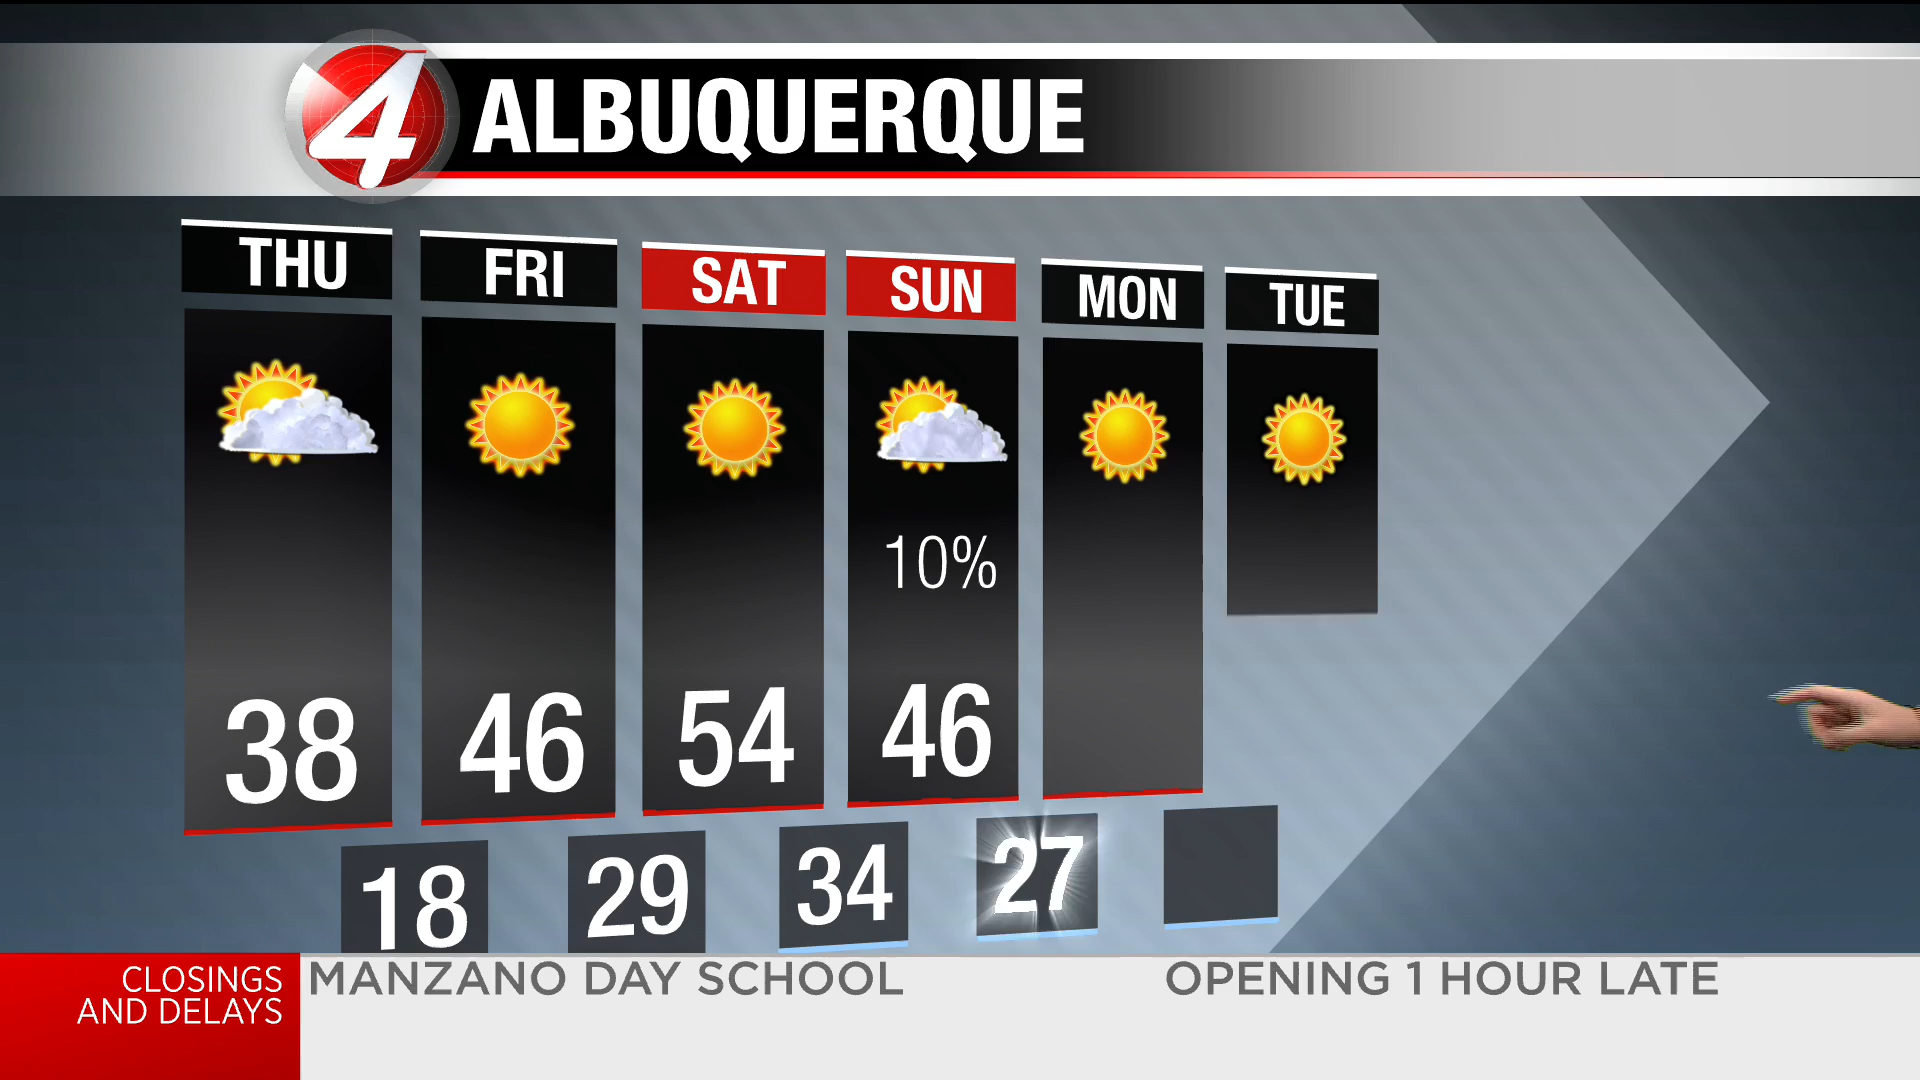 4 ALBUQUERQUE
THU FRI SAT SUN MON TUE
10%
38 46 54 46
18 29 34 27
CLOSINGS
AND DELAYS
MANZANO DAY SCHOOL OPENING 1 HOUR LATE